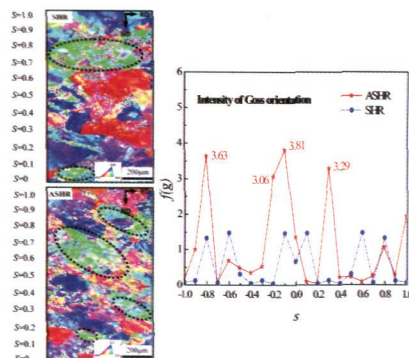 SHR
S=1.0
S=0.9
S=0.8
S=0.7
S=0.6
S=0.5
S=0.4
S=0.3
S=0.2
S=0.1
S=0
200μm
ASHR
S=1.0
S=0.9
S=0.8
S=0.7
S=0.6
S=0.5
S=0.4
S=0.3
S=0.2
S=0.1
S=0
200μm
Intensity of Goss orientation
ASHR
SHR
3.63
3.06
3.81
3.29
f(g)
6
5
4
3
2
1
0
-1.0 -0.8 -0.6 -0.4 -0.2 0.0 0.2 0.4 0.6 0.8 1.0
s